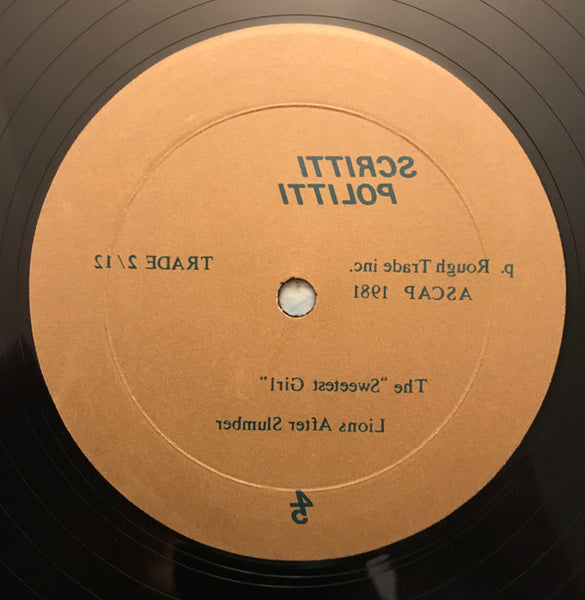 SCRITTI
POLITTI
p. Rough Trade inc.
ASCAP 1981
TRADE 2/12
The "Sweetest Girl"
Lions After Slumber
45